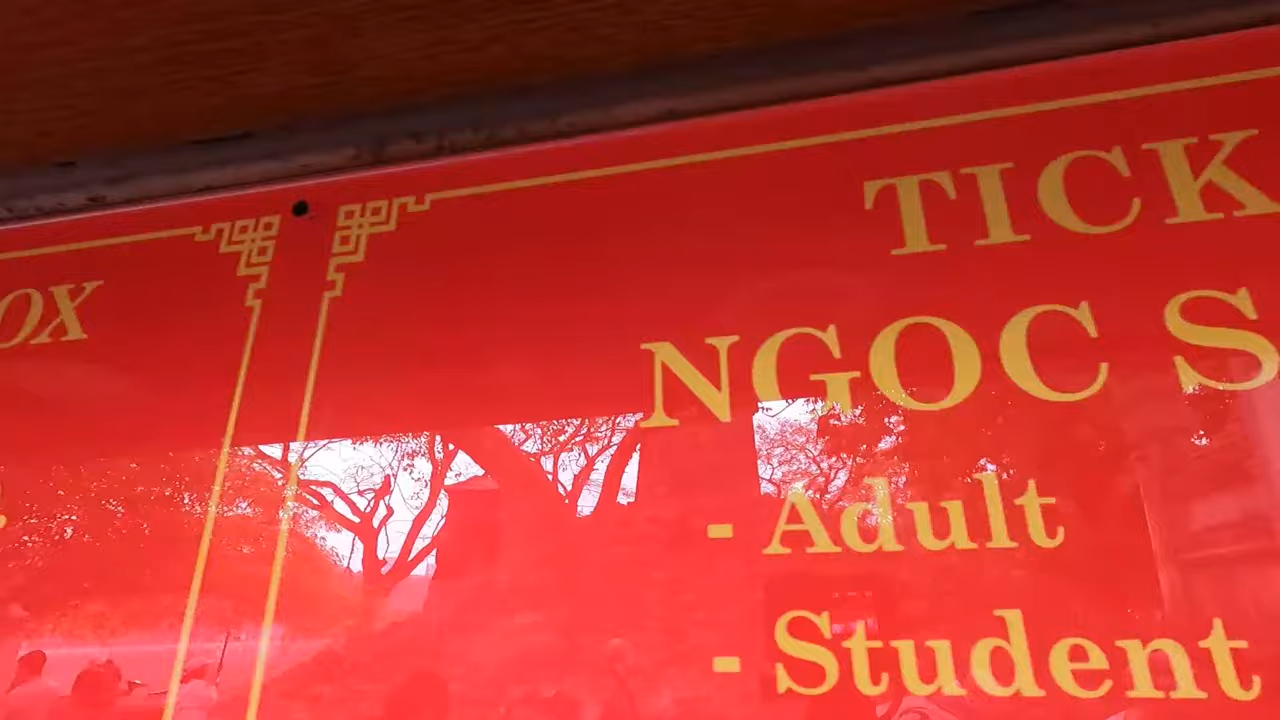 OX
TICK
NGOC S
- Adult
- Student